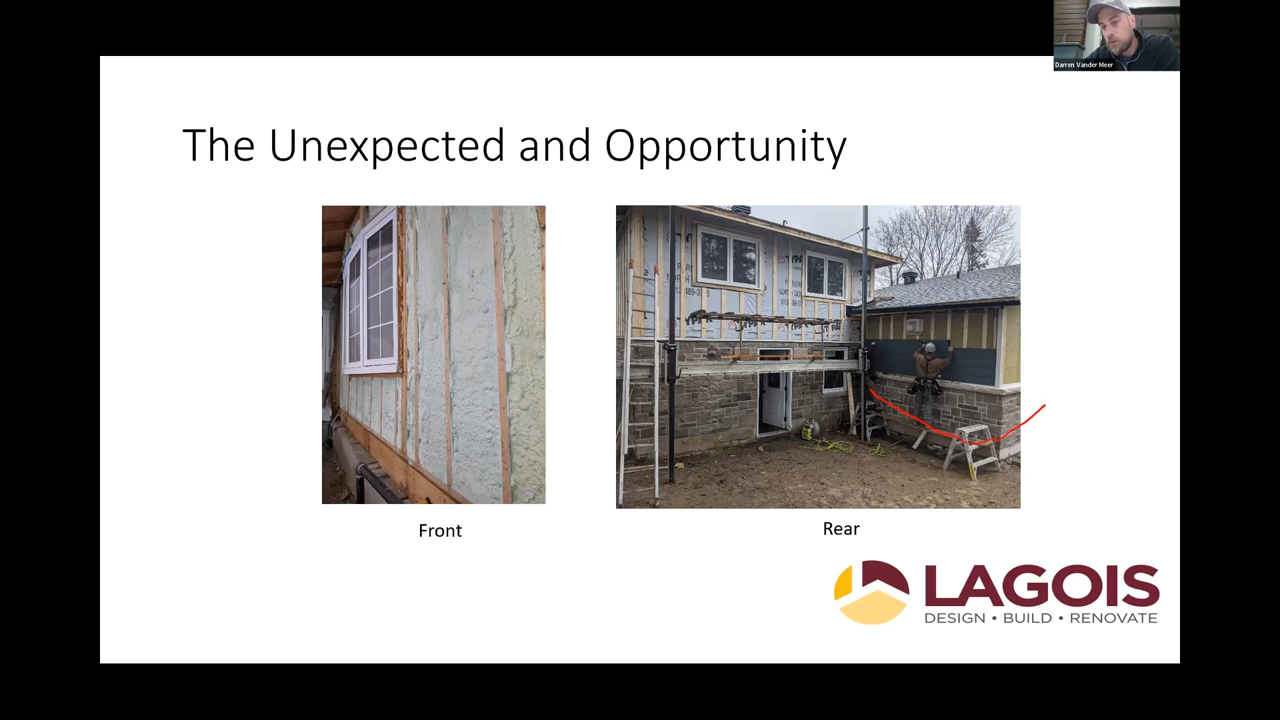 Darren Vander Meer
The Unexpected and Opportunity
Front
Rear
LAGOIS
DESIGN • BUILD • RENOVATE